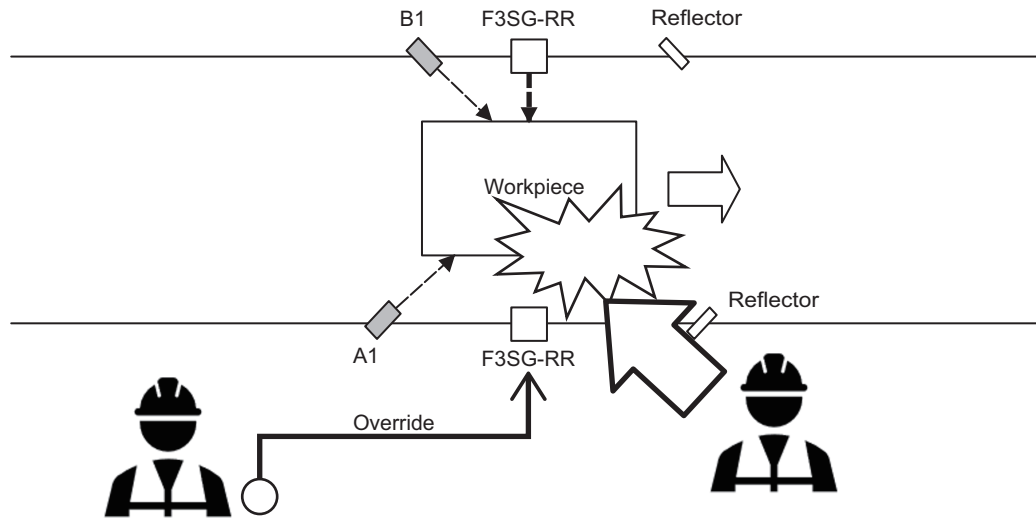 B1
F3SG-RR
Reflector
Workpiece
Reflector
A1
F3SG-RR
Override